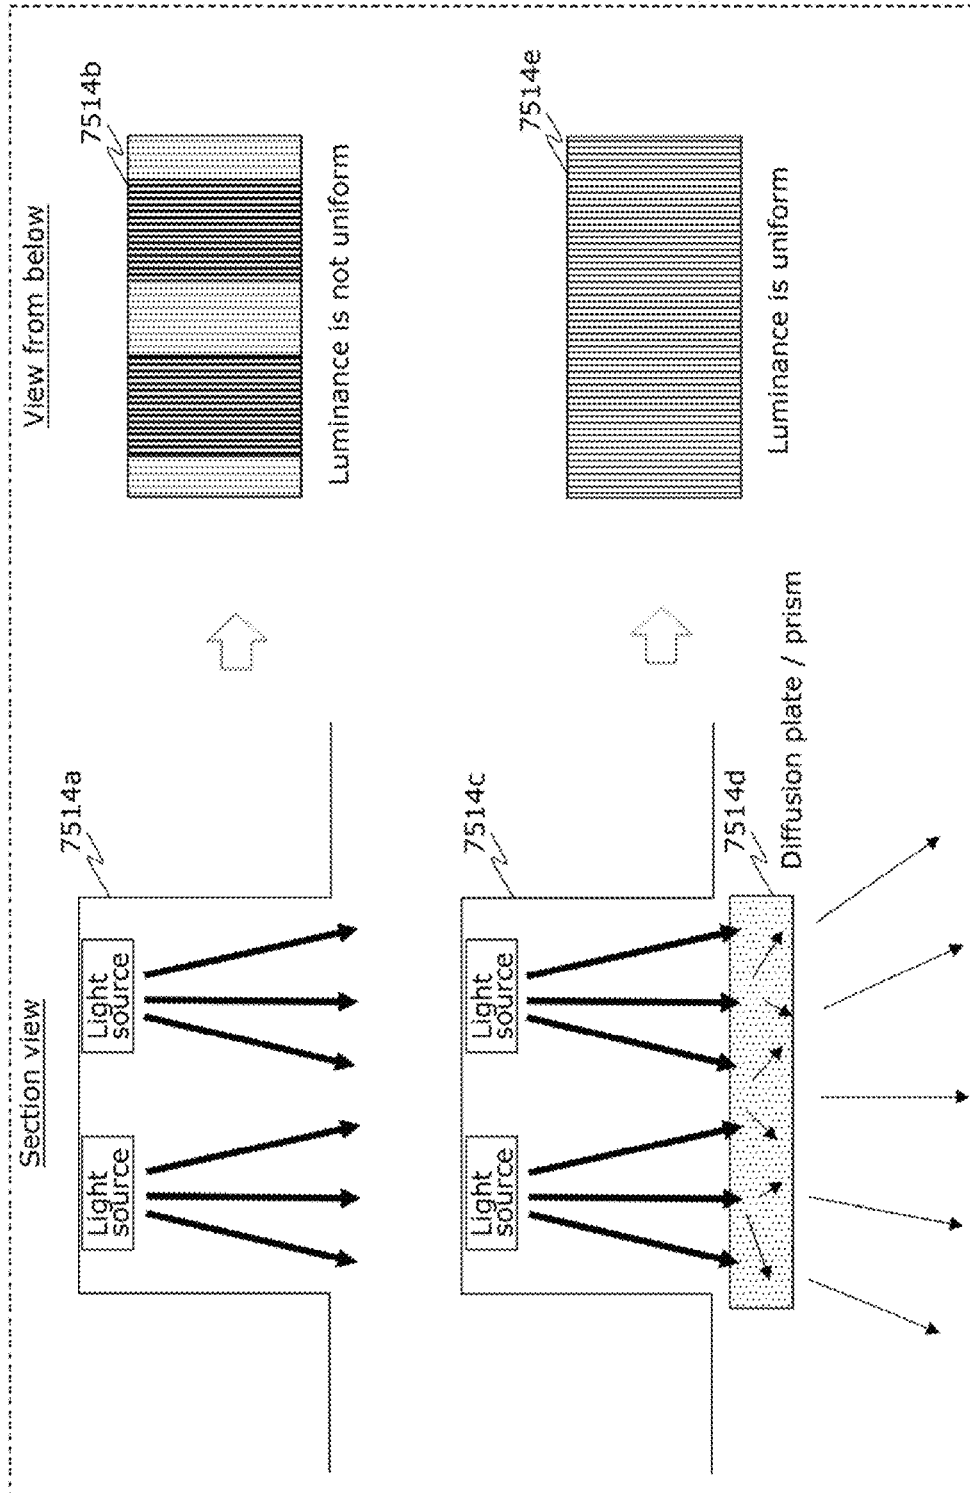 Section view
View from below
7514a
Light
source
Light
source
7514b
Luminance is not uniform
7514c
Light
source
Light
source
7514d
Diffusion plate / prism
7514e
Luminance is uniform